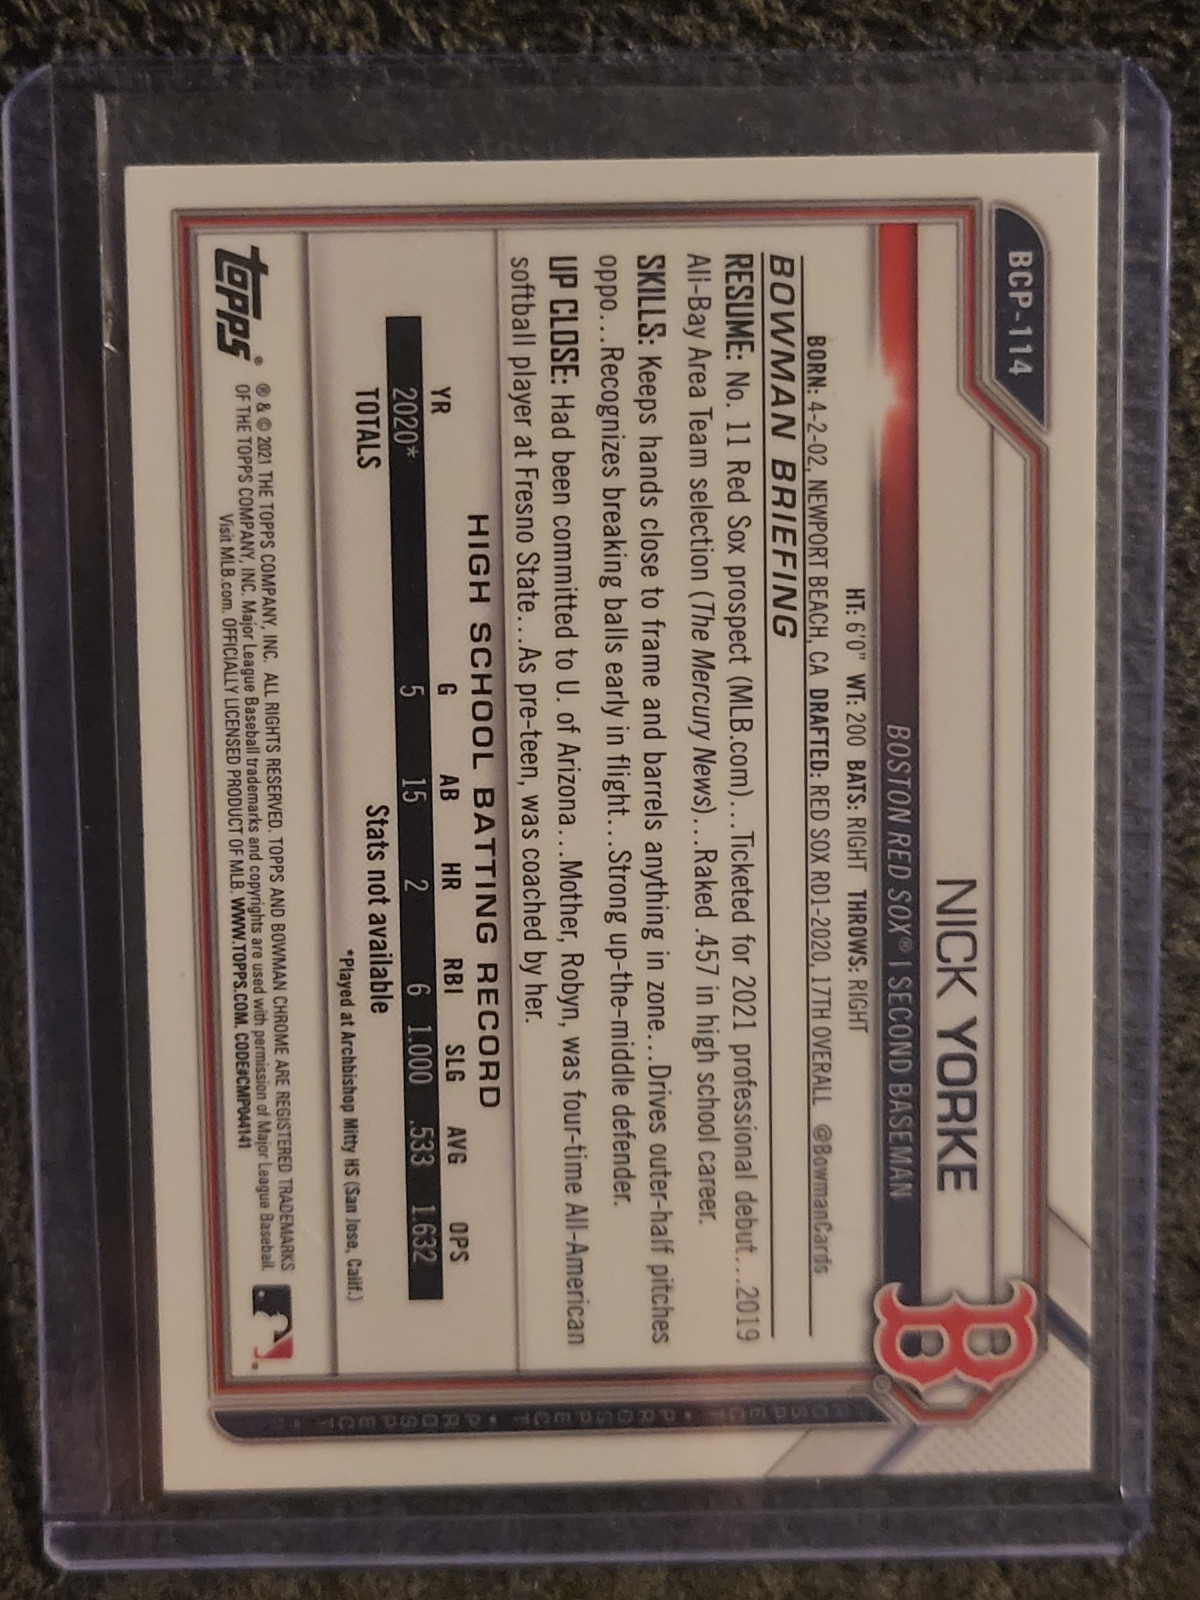 BCP-114
NICK YORKE
BOSTON RED SOX® | SECOND BASEMAN
HT: 6'0" WT: 200 BATS: RIGHT THROWS: RIGHT
BORN: 4-2-02, NEWPORT BEACH, CA DRAFTED: RED SOX RD1-2020, 17TH OVERALL @BowmanCards
BOWMAN BRIEFING
RESUME: No. 11 Red Sox prospect (MLB.com)...Ticketed for 2021 professional debut...2019
All-Bay Area Team selection (The Mercury News)...Raked .457 in high school career.
SKILLS: Keeps hands close to frame and barrels anything in zone...Drives outer-half pitches
oppo...Recognizes breaking balls early in flight...Strong up-the-middle defender.
UP CLOSE: Had been committed to U. of Arizona...Mother, Robyn, was four-time All-American
softball player at Fresno State...As pre-teen, was coached by her.
HIGH SCHOOL BATTING RECORD
YR G AB HR RBI SLG AVG OPS
2020* 5 15 2 6 1.000 .533 1.632
TOTALS Stats not available
*Played at Archbishop Mitty HS (San Jose, Calif.)
topps®
® & © 2021 THE TOPPS COMPANY, INC. ALL RIGHTS RESERVED. TOPPS AND BOWMAN CHROME ARE REGISTERED TRADEMARKS
OF THE TOPPS COMPANY, INC. Major League Baseball trademarks and copyrights are used with permission of Major League Baseball.
Visit MLB.com. OFFICIALLY LICENSED PRODUCT OF MLB. WWW.TOPPS.COM. CODE#CMP044141
B
PROSPECT • PROSPECT